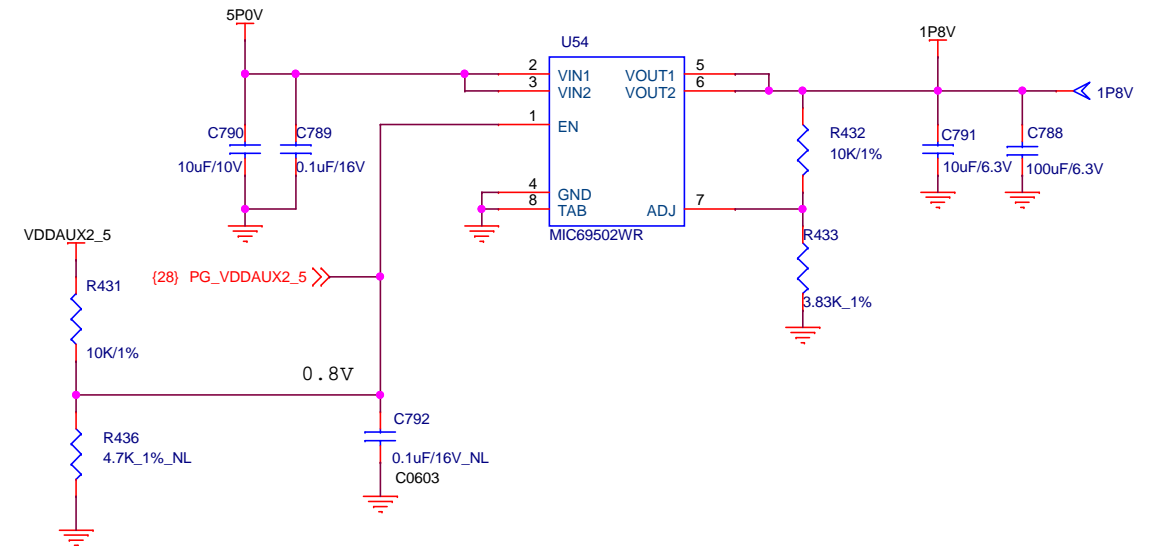 5P0V
U54
1P8V
2
VIN1
VOUT1
5
3
VIN2
VOUT2
6
1P8V
1
EN
C790
10uF/10V
C789
0.1uF/16V
R432
10K/1%
C791
10uF/6.3V
C788
100uF/6.3V
4
GND
8
TAB
ADJ
7
MIC69502WR
R433
3.83K_1%
VDDAUX2_5
{28} PG_VDDAUX2_5
R431
10K/1%
0.8V
C792
0.1uF/16V_NL
C0603
R436
4.7K_1%_NL